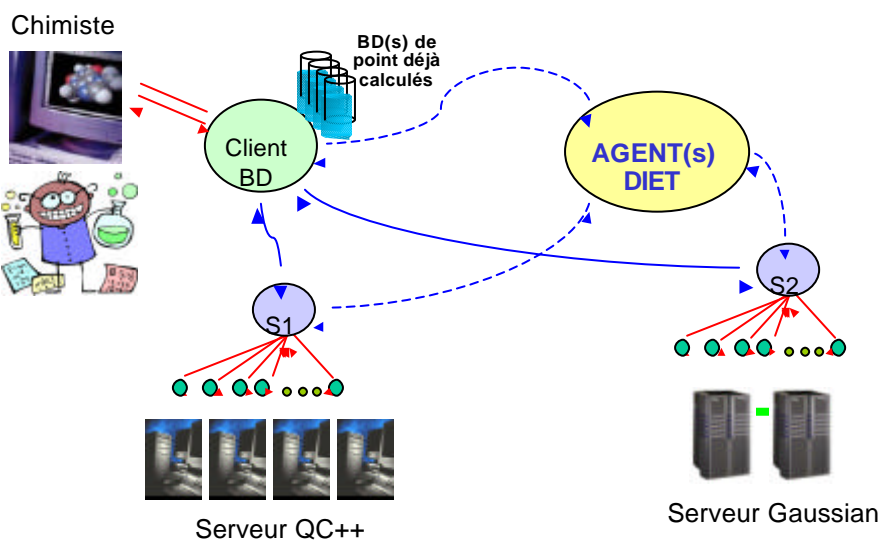 Chimiste
BD(s) de
point déjà
calculés
Client
BD
AGENT(s)
DIET
S1
S2
Serveur QC++
Serveur Gaussian